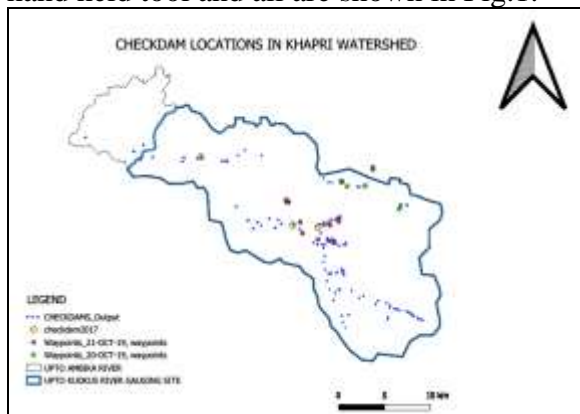 hand held tool and all are shown in Fig.1.
CHECKDAM LOCATIONS IN KHAPRI WATERSHED
LEGEND
CHECKDAMS_Output
checkdam2017
Waypoints_21-OCT-19, waypoints
Waypoints_20-OCT-19, waypoints
UPTO AMBIKA RIVER
UPTO KUDKUS RIVER GAUGING SITE
0 5 10 km